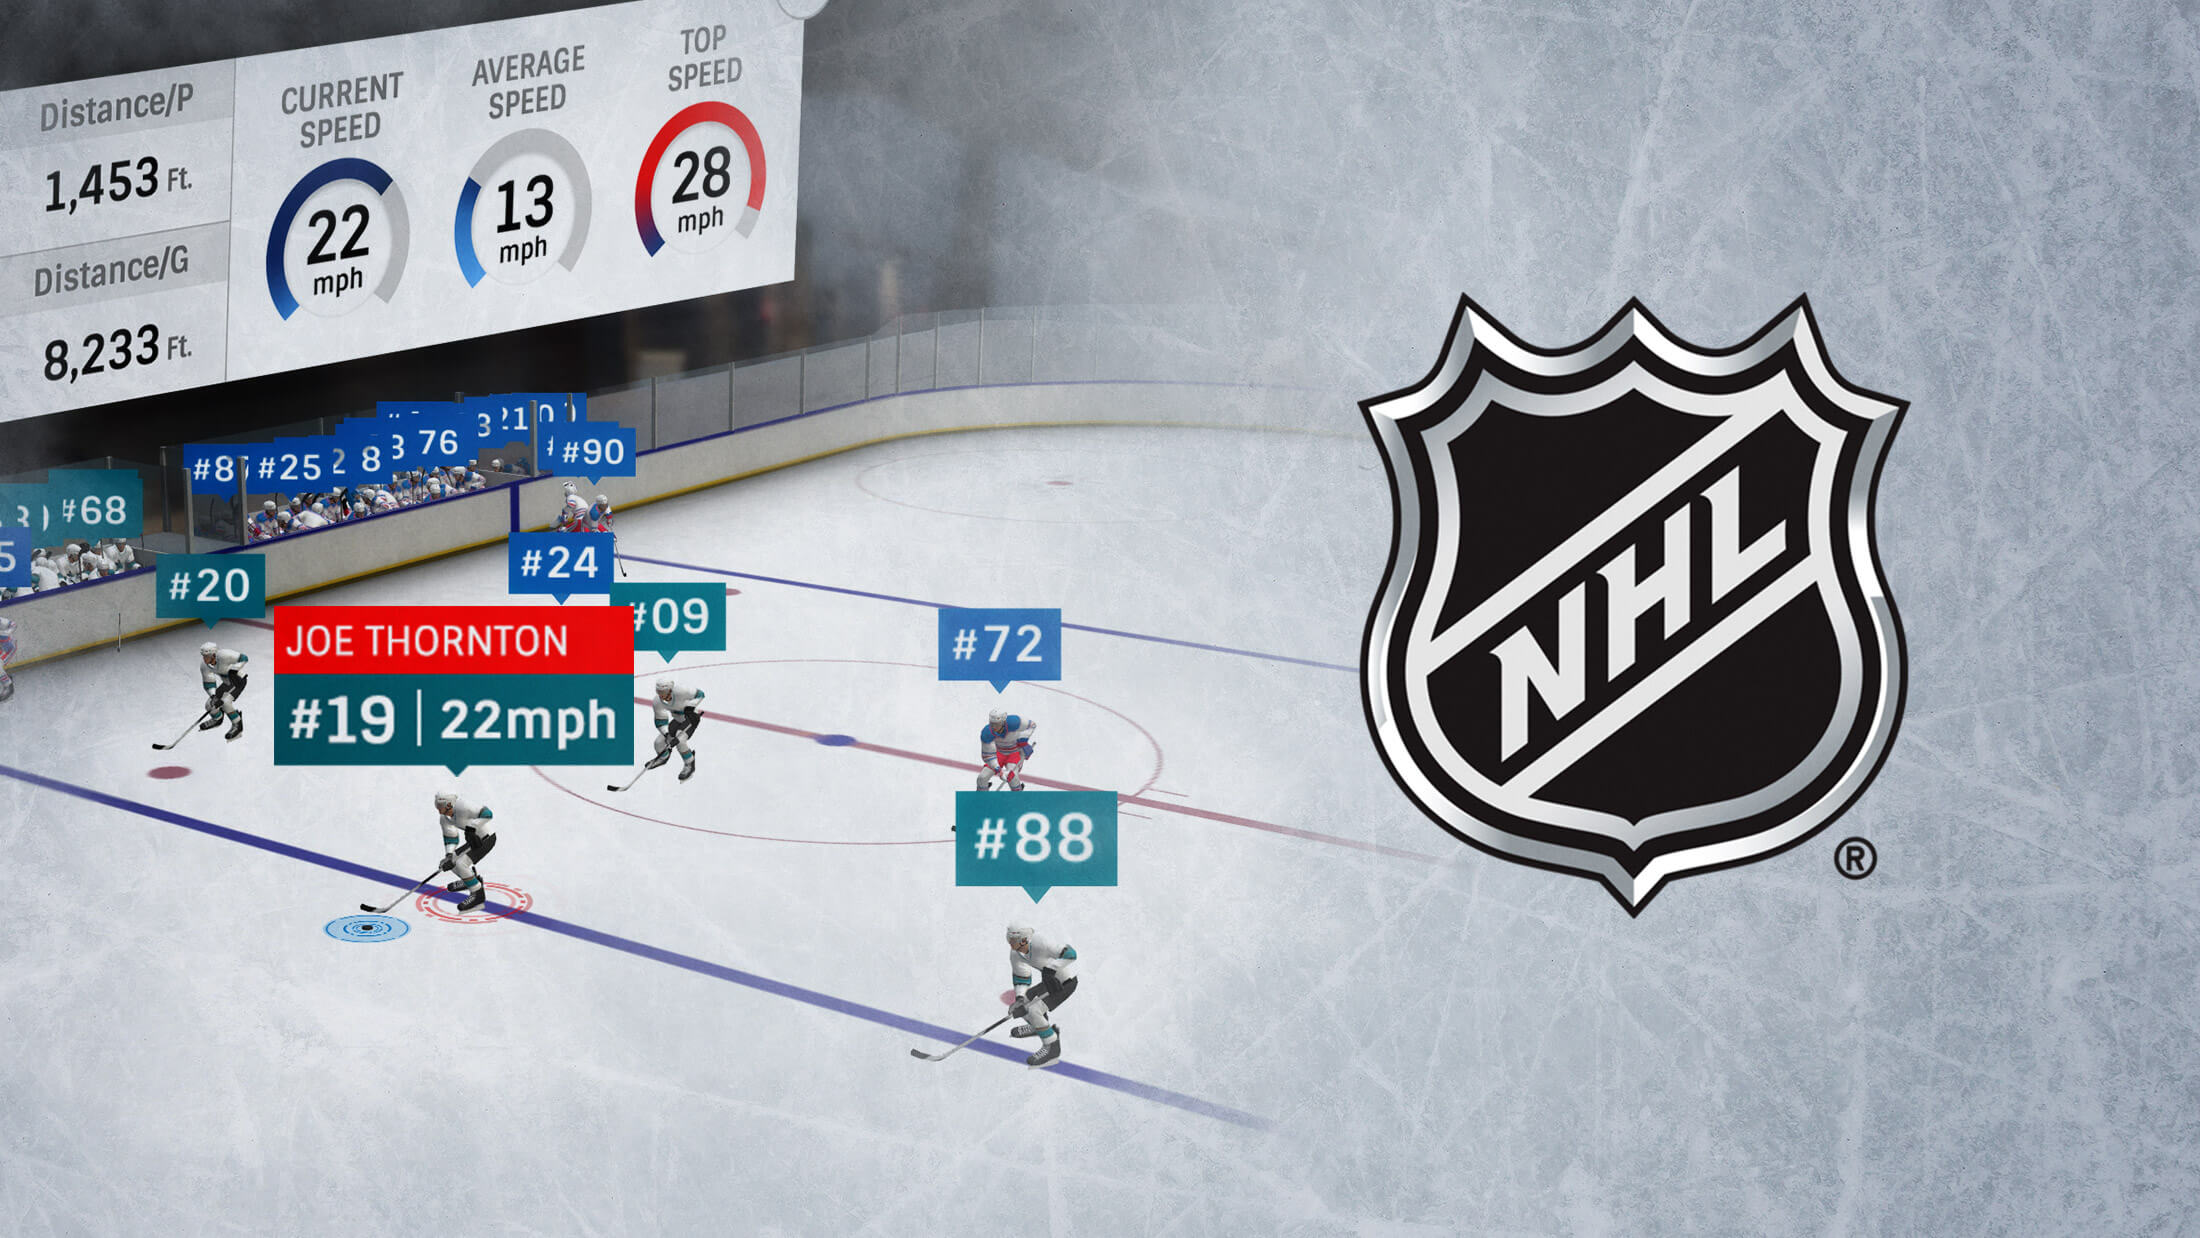 Distance/P
1,453 Ft.
Distance/G
8,233 Ft.
CURRENT
SPEED
22
mph
AVERAGE
SPEED
13
mph
TOP
SPEED
28
mph
#25
76
#90
#68
#20
#24
#09
JOE THORNTON
#19 | 22mph
#72
#88
NHL
®